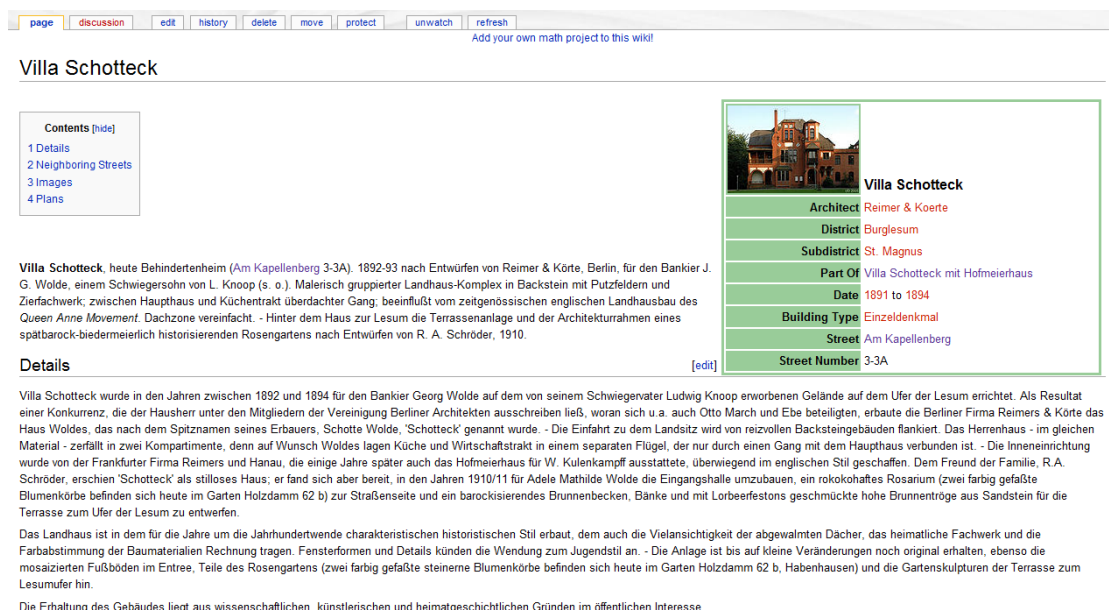 page discussion edit history delete move protect unwatch refresh
Add your own math project to this wiki!
Villa Schotteck
Contents [hide]
1 Details
2 Neighboring Streets
3 Images
4 Plans
Villa Schotteck
Architect Reimer & Koerte
District Burglesum
Subdistrict St. Magnus
Part Of Villa Schotteck mit Hofmeierhaus
Date 1891 to 1894
Building Type Einzeldenkmal
Street Am Kapellenberg
Street Number 3-3A
Villa Schotteck, heute Behindertenheim (Am Kapellenberg 3-3A). 1892-93 nach Entwürfen von Reimer & Körte, Berlin, für den Bankier J.
G. Wolde, einem Schwiegersohn von L. Knoop (s. o.). Malerisch gruppierter Landhaus-Komplex in Backstein mit Putzfeldern und
Zierfachwerk; zwischen Haupthaus und Küchentrakt überdachter Gang; beeinflußt vom zeitgenössischen englischen Landhausbau des
Queen Anne Movement. Dachzone vereinfacht. - Hinter dem Haus zur Lesum die Terrassenanlage und der Architekturrahmen eines
spätbarock-biedermeierlich historisierenden Rosengartens nach Entwürfen von R. A. Schröder, 1910.
Details [edit]
Villa Schotteck wurde in den Jahren zwischen 1892 und 1894 für den Bankier Georg Wolde auf dem von seinem Schwiegervater Ludwig Knoop erworbenen Gelände auf dem Ufer der Lesum errichtet. Als Resultat
einer Konkurrenz, die der Hausherr unter den Mitgliedern der Vereinigung Berliner Architekten ausschreiben ließ, woran sich u.a. auch Otto March und Ebe beteiligten, erbaute die Berliner Firma Reimers & Körte das
Haus Woldes, das nach dem Spitznamen seines Erbauers, Schotte Wolde, 'Schotteck' genannt wurde. - Die Einfahrt zu dem Landsitz wird von reizvollen Backsteingebäuden flankiert. Das Herrenhaus - im gleichen
Material - zerfällt in zwei Kompartimente, denn auf Wunsch Woldes lagen Küche und Wirtschaftstrakt in einem separaten Flügel, der nur durch einen Gang mit dem Haupthaus verbunden ist. - Die Inneneinrichtung
wurde von der Frankfurter Firma Reimers und Hanau, die einige Jahre später auch das Hofmeierhaus für W. Kulenkampff ausstattete, überwiegend im englischen Stil geschaffen. Dem Freund der Familie, R.A.
Schröder, erschien 'Schotteck' als stilloses Haus; er fand sich aber bereit, in den Jahren 1910/11 für Adele Mathilde Wolde die Eingangshalle umzubauen, ein rokokohaftes Rosarium (zwei farbig gefaßte
Blumenkörbe befinden sich heute im Garten Holzdamm 62 b) zur Straßenseite und ein barockisierendes Brunnenbecken, Bänke und mit Lorbeerfestons geschmückte hohe Brunnentröge aus Sandstein für die
Terrasse zum Ufer der Lesum zu entwerfen.
Das Landhaus ist in dem für die Jahre um die Jahrhundertwende charakteristischen historistischen Stil erbaut, dem auch die Vielansichtigkeit der abgewalmten Dächer, das heimatliche Fachwerk und die
Farbabstimmung der Baumaterialien Rechnung tragen. Fensterformen und Details künden die Wendung zum Jugendstil an. - Die Anlage ist bis auf kleine Veränderungen noch original erhalten, ebenso die
mosaizierten Fußböden im Entree, Teile des Rosengartens (zwei farbig gefaßte steinerne Blumenkörbe befinden sich heute im Garten Holzdamm 62 b, Habenhausen) und die Gartenskulpturen der Terrasse zum
Lesumufer hin.
Die Erhaltung des Gebäudes liegt aus wissenschaftlichen, künstlerischen und heimatgeschichtlichen Gründen im öffentlichen Interesse